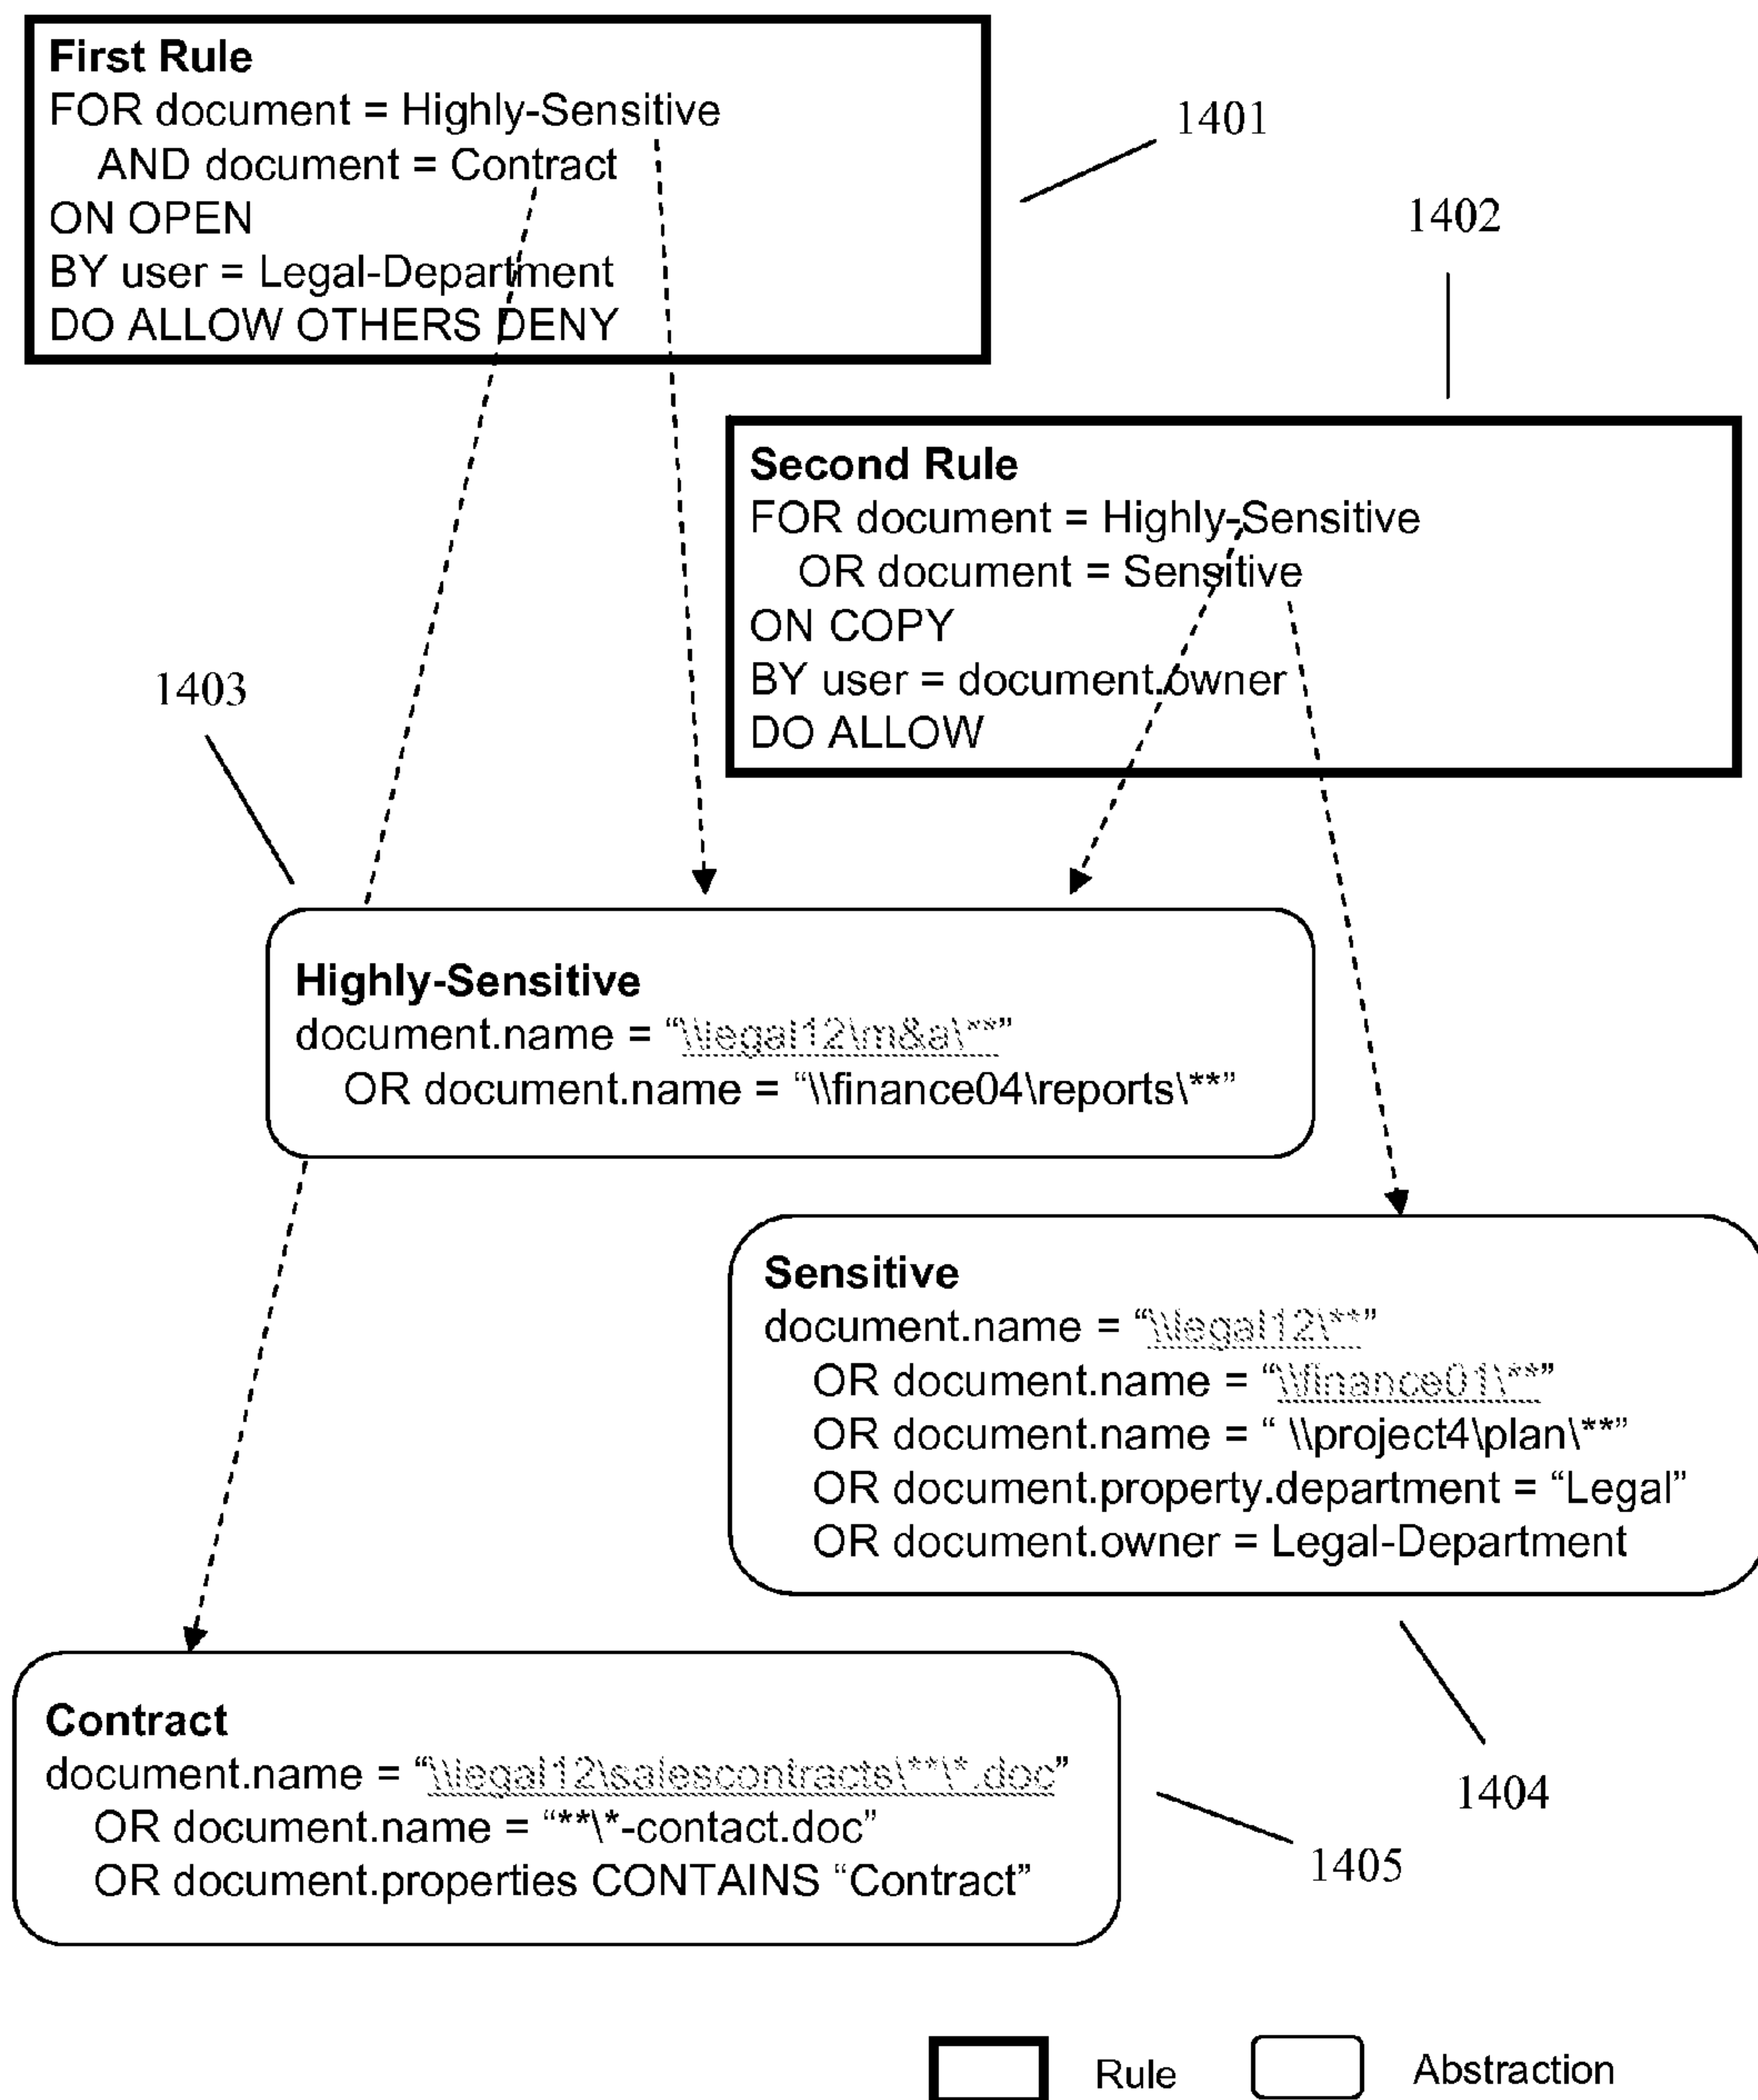 First Rule
FOR document = Highly-Sensitive
AND document = Contract
ON OPEN
BY user = Legal-Department
DO ALLOW OTHERS DENY
1401
1402
Second Rule
FOR document = Highly-Sensitive
OR document = Sensitive
ON COPY
BY user = document.owner
DO ALLOW
1403
Highly-Sensitive
document.name = “\\legal12\m&a\**”
OR document.name = “\\finance04\reports\**”
Sensitive
document.name = “\\legal12\**”
OR document.name = “\\finance01\**”
OR document.name = “ \\project4\plan\**”
OR document.property.department = “Legal”
OR document.owner = Legal-Department
1404
Contract
document.name = “\\legal12\salescontracts\**\*.doc”
OR document.name = “**\*-contact.doc”
OR document.properties CONTAINS “Contract”
1405
Rule
Abstraction